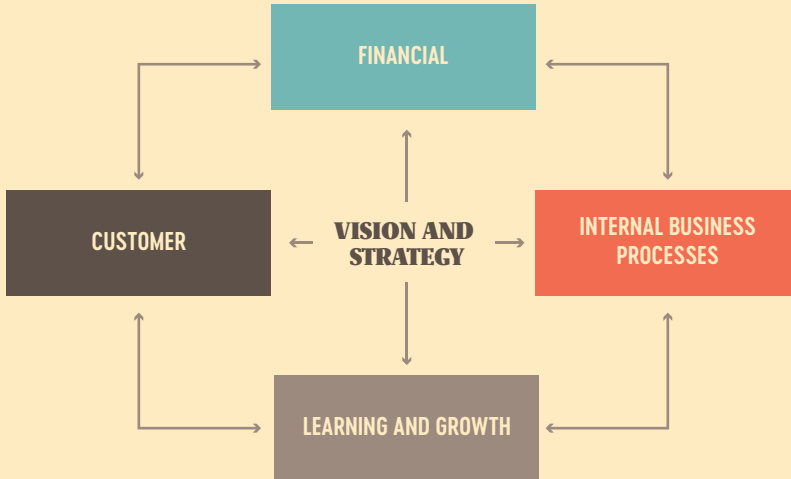 FINANCIAL
CUSTOMER
VISION AND
STRATEGY
INTERNAL BUSINESS
PROCESSES
LEARNING AND GROWTH